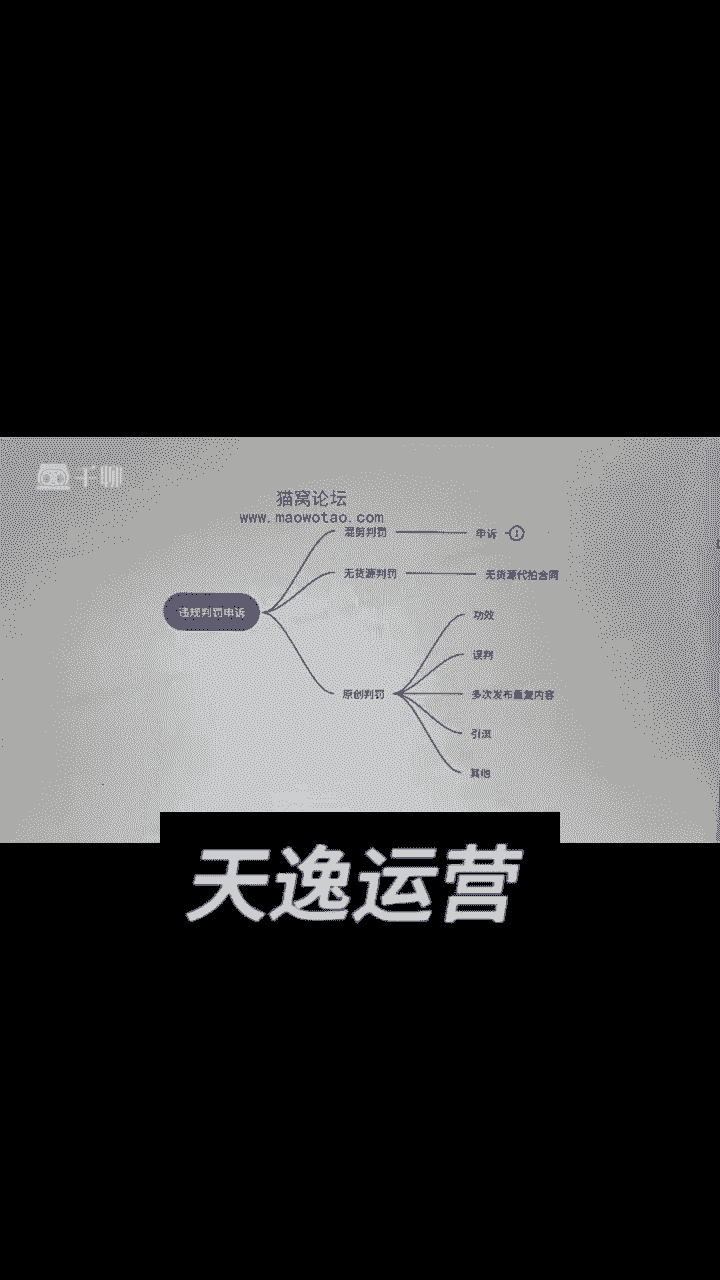 千聊
猫窝论坛
www.maowotao.com
混剪判罚
申诉
1
无货源判罚
无货源代拍合同
违规判罚申诉
功效
误判
原创判罚
多次发布重复内容
引流
其他
天逸运营